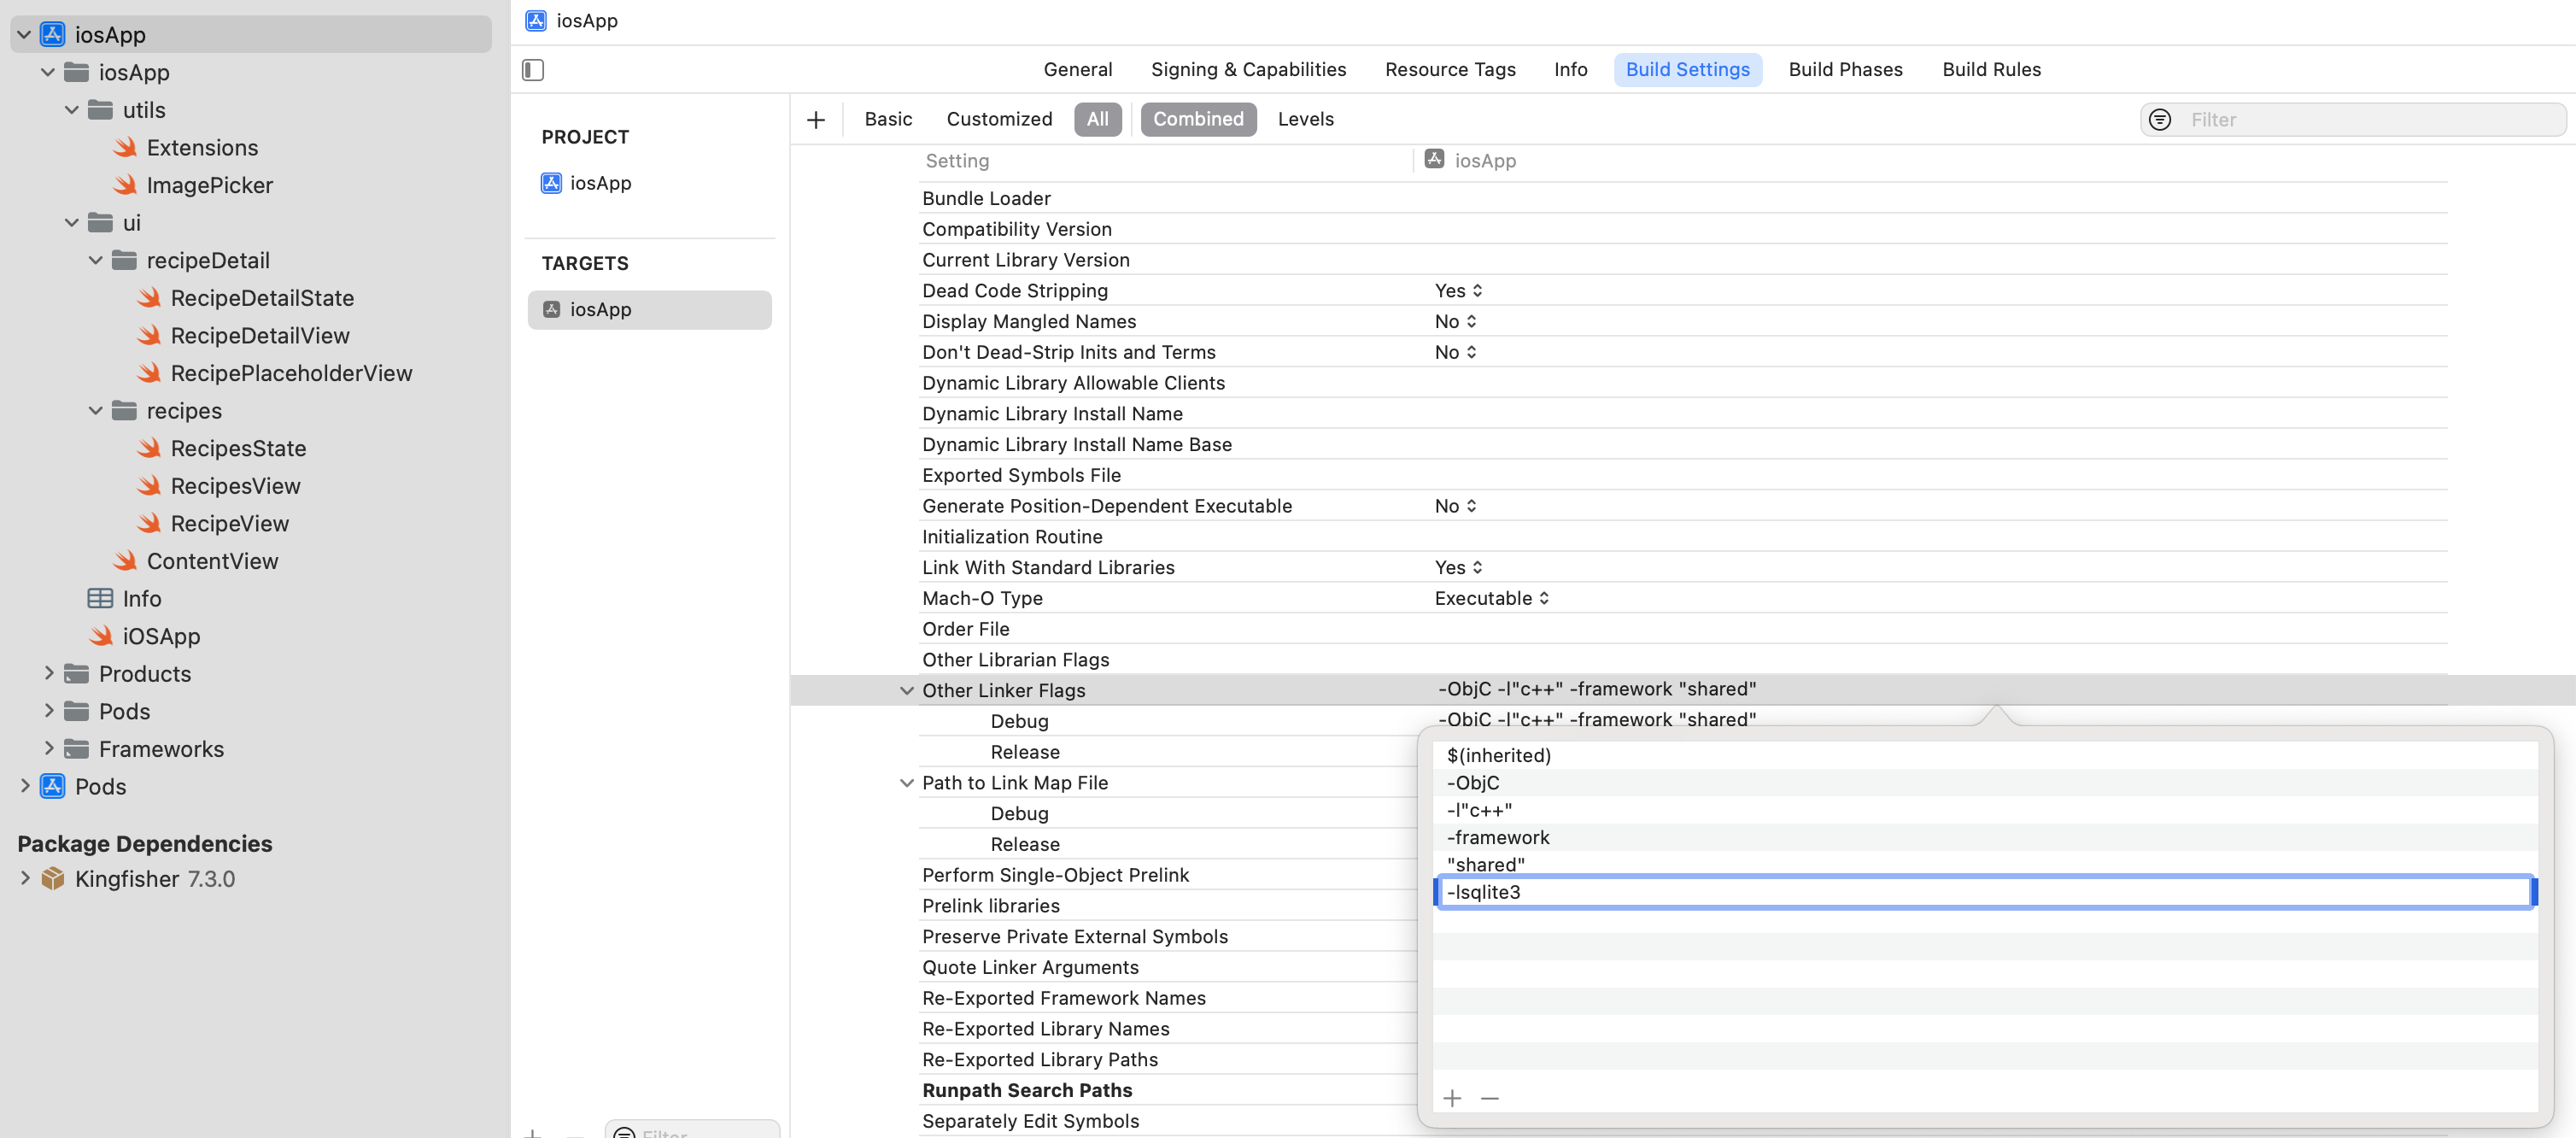 iosApp
iosApp
utils
Extensions
ImagePicker
ui
recipeDetail
RecipeDetailState
RecipeDetailView
RecipePlaceholderView
recipes
RecipesState
RecipesView
RecipeView
ContentView
Info
iOSApp
Products
Pods
Frameworks
Pods
Package Dependencies
Kingfisher 7.3.0
iosApp
General Signing & Capabilities Resource Tags Info Build Settings Build Phases Build Rules
PROJECT
iosApp
TARGETS
iosApp
Filter
Basic Customized All Combined Levels Filter
Setting iosApp
Bundle Loader
Compatibility Version
Current Library Version
Dead Code Stripping Yes
Display Mangled Names No
Don't Dead-Strip Inits and Terms No
Dynamic Library Allowable Clients
Dynamic Library Install Name
Dynamic Library Install Name Base
Exported Symbols File
Generate Position-Dependent Executable No
Initialization Routine
Link With Standard Libraries Yes
Mach-O Type Executable
Order File
Other Librarian Flags
Other Linker Flags -ObjC -l"c++" -framework "shared"
Debug -ObjC -l"c++" -framework "shared"
Release
Path to Link Map File
Debug
Release
Perform Single-Object Prelink
Prelink libraries
Preserve Private External Symbols
Quote Linker Arguments
Re-Exported Framework Names
Re-Exported Library Names
Re-Exported Library Paths
Runpath Search Paths
Separately Edit Symbols
$(inherited)
-ObjC
-l"c++"
-framework
"shared"
-lsqlite3